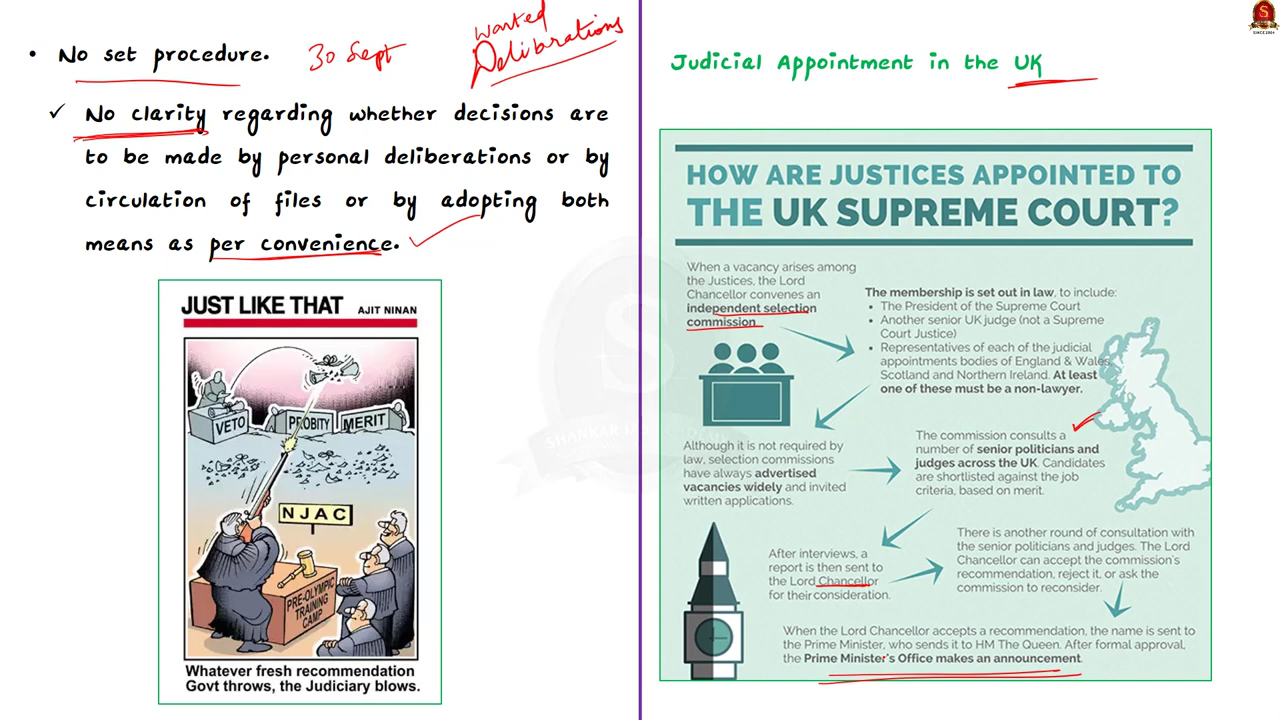 • No set procedure.
30 Sept
wanted
Deliberations
✓ No clarity regarding whether decisions are
to be made by personal deliberations or by
circulation of files or by adopting both
means as per convenience.
JUST LIKE THAT AJIT NINAN
VETO
PROBITY
MERIT
NJAC
PRE-OLYMPIC
TRAINING
CAMP
Whatever fresh recommendation
Govt throws, the Judiciary blows.
Judicial Appointment in the UK
HOW ARE JUSTICES APPOINTED TO
THE UK SUPREME COURT?
When a vacancy arises among
the Justices, the Lord
Chancellor convenes an
independent selection
commission
The membership is set out in law, to include:
• The President of the Supreme Court
• Another senior UK judge (not a Supreme
Court Justice)
• Representatives of each of the judicial
appointments bodies of England & Wales,
Scotland and Northern Ireland. At least
one of these must be a non-lawyer.
Although it is not required by
law, selection commissions
have always advertised
vacancies widely and invited
written applications.
The commission consults a
number of senior politicians and
judges across the UK. Candidates
are shortlisted against the job
criteria, based on merit.
After interviews, a
report is then sent to
the Lord Chancellor
for their consideration.
There is another round of consultation with
the senior politicians and judges. The Lord
Chancellor can accept the commission's
recommendation, reject it, or ask the
commission to reconsider.
When the Lord Chancellor accepts a recommendation, the name is sent to
the Prime Minister, who sends it to HM The Queen. After formal approval,
the Prime Minister's Office makes an announcement.
S
SINCE 2004